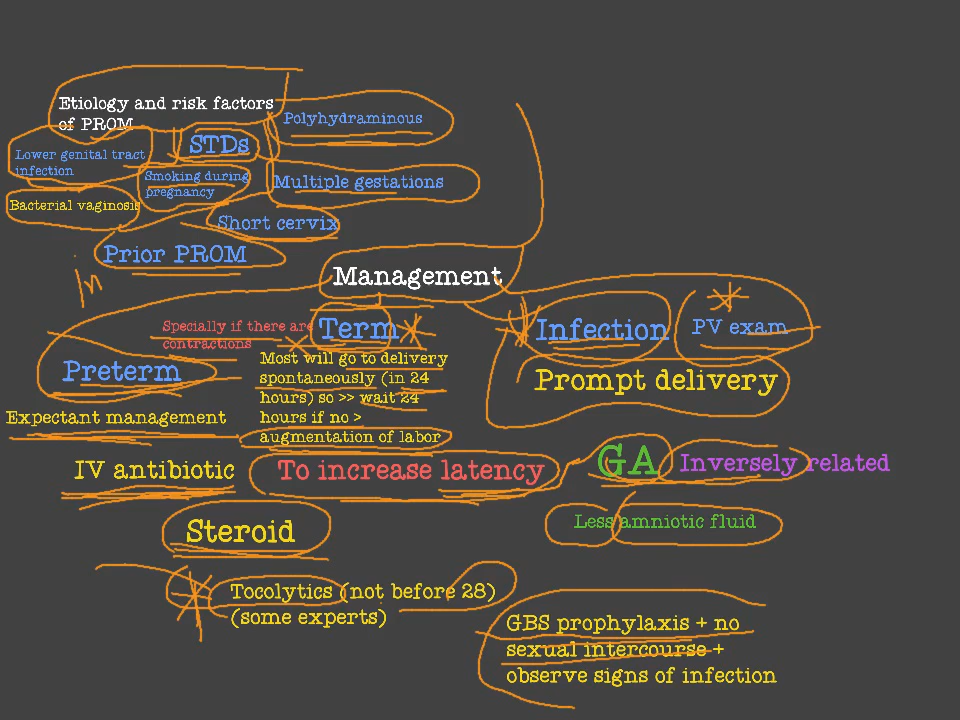 Etiology and risk factors
of PROM
Polyhydraminous
Lower genital tract
infection
STDs
Smoking during
pregnancy
Multiple gestations
Bacterial vaginosis
Short cervix
Prior PROM
Management
Specially if there are
contractions
Term
Infection
PV exam
Preterm
Most will go to delivery
spontaneously (in 24
hours) so >> wait 24
hours if no >
augmentation of labor
Prompt delivery
Expectant management
IV antibiotic
To increase latency
GA
Inversely related
Less amniotic fluid
Steroid
Tocolytics (not before 28)
(some experts)
GBS prophylaxis + no
sexual intercourse +
observe signs of infection